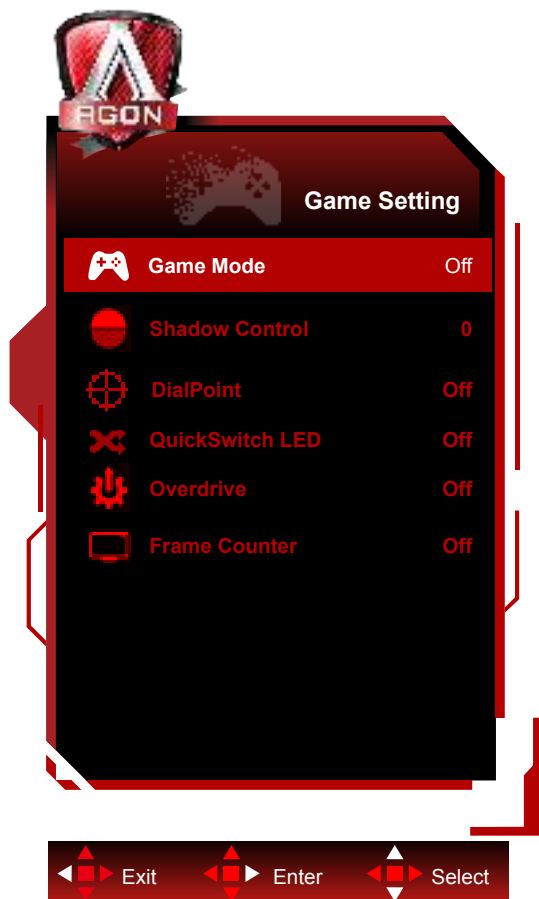 AGON
Game Setting
Game Mode Off
Shadow Control 0
DialPoint Off
QuickSwitch LED Off
Overdrive Off
Frame Counter Off
Exit Enter Select